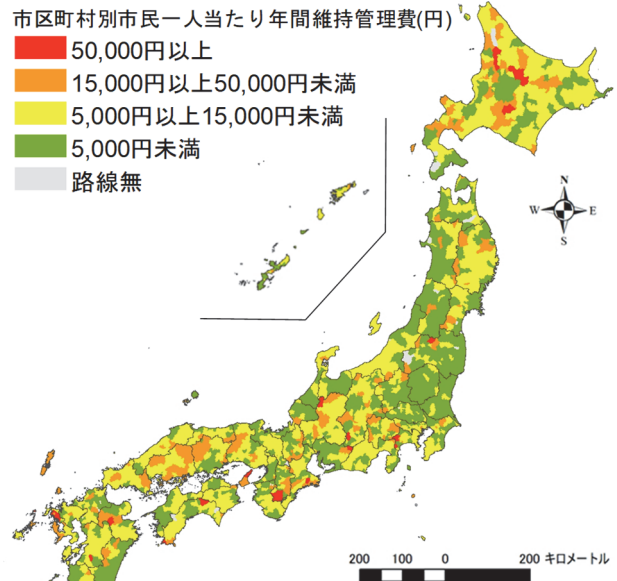 市区町村別市民一人当たり年間維持管理費(円)
50,000円以上
15,000円以上50,000円未満
5,000円以上15,000円未満
5,000円未満
路線無
N
W E
S
200 100 0 200 キロメートル